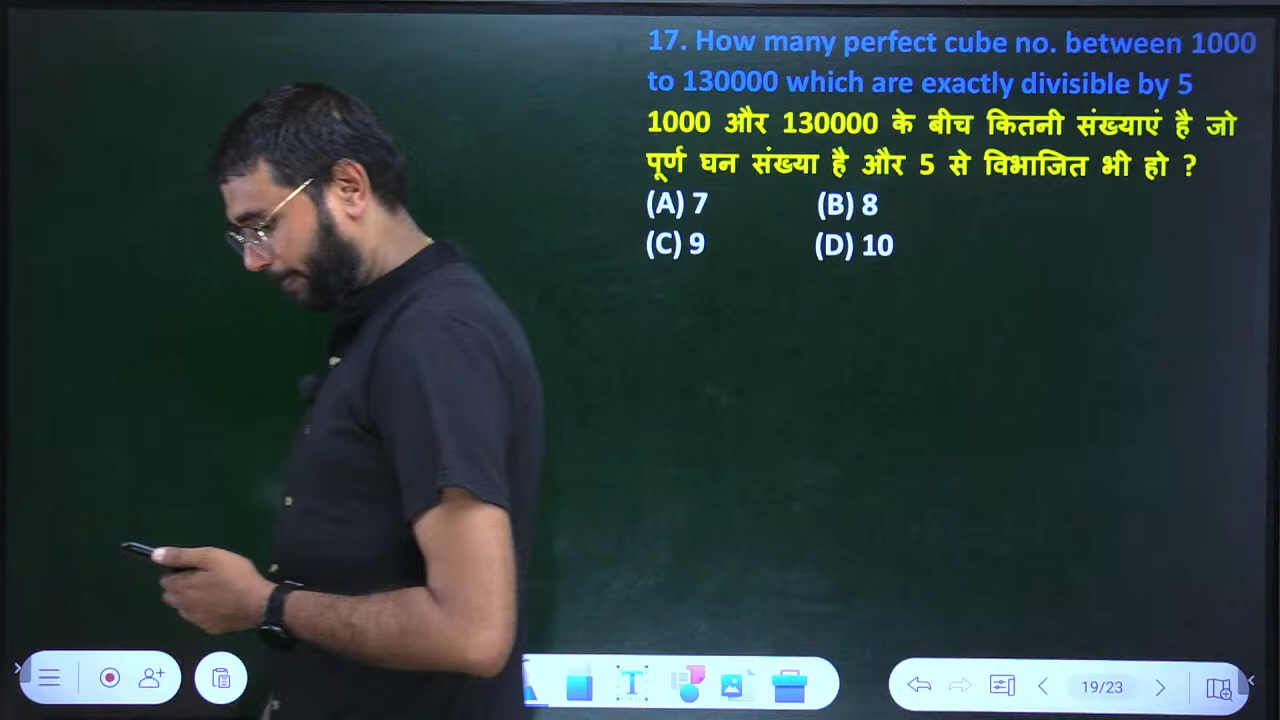 17. How many perfect cube no. between 1000
to 130000 which are exactly divisible by 5
1000 और 130000 के बीच कितनी संख्याएं है जो
पूर्ण घन संख्या है और 5 से विभाजित भी हो ?
(A) 7 (B) 8
(C) 9 (D) 10
T
19/23